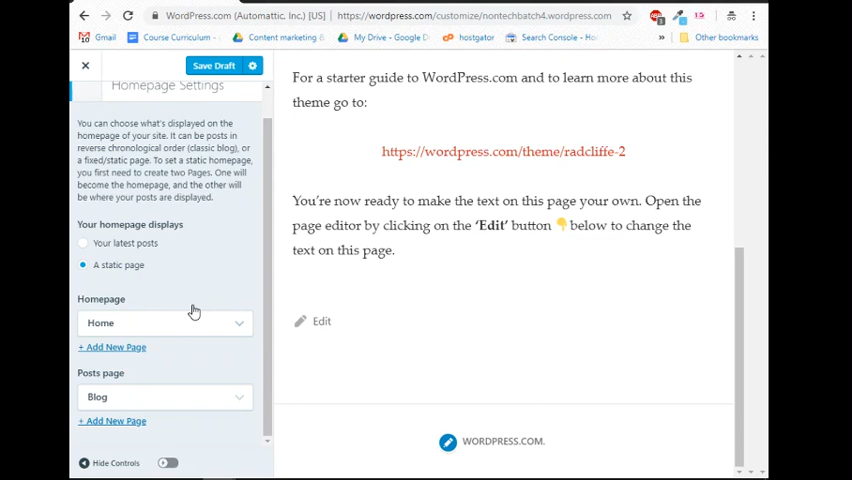 WordPress.com (Automattic, Inc.) [US] | https://wordpress.com/customize/nontechbatch4.wordpress.com
Gmail Course Curriculum - Content marketing & My Drive - Google D hostgator Search Console - Ho » Other bookmarks
Save Draft
Homepage Settings
You can choose what's displayed on the
homepage of your site. It can be posts in
reverse chronological order (classic blog), or
a fixed/static page. To set a static homepage,
you first need to create two Pages. One will
become the homepage, and the other will
be where your posts are displayed.
Your homepage displays
Your latest posts
A static page
Homepage
Home
+ Add New Page
Posts page
Blog
+ Add New Page
Hide Controls
For a starter guide to WordPress.com and to learn more about this
theme go to:
https://wordpress.com/theme/radcliffe-2
You're now ready to make the text on this page your own. Open the
page editor by clicking on the 'Edit' button 👇 below to change the
text on this page.
Edit
WORDPRESS.COM.